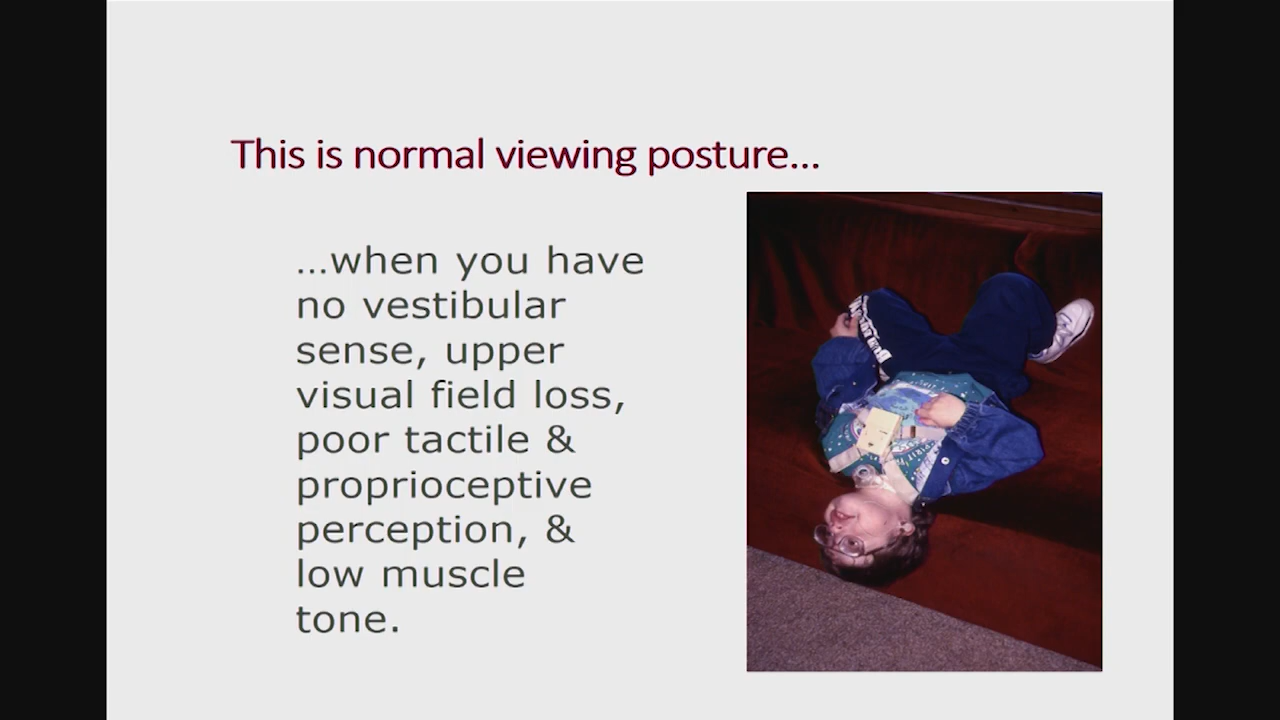 This is normal viewing posture...
...when you have
no vestibular
sense, upper
visual field loss,
poor tactile &
proprioceptive
perception, &
low muscle
tone.